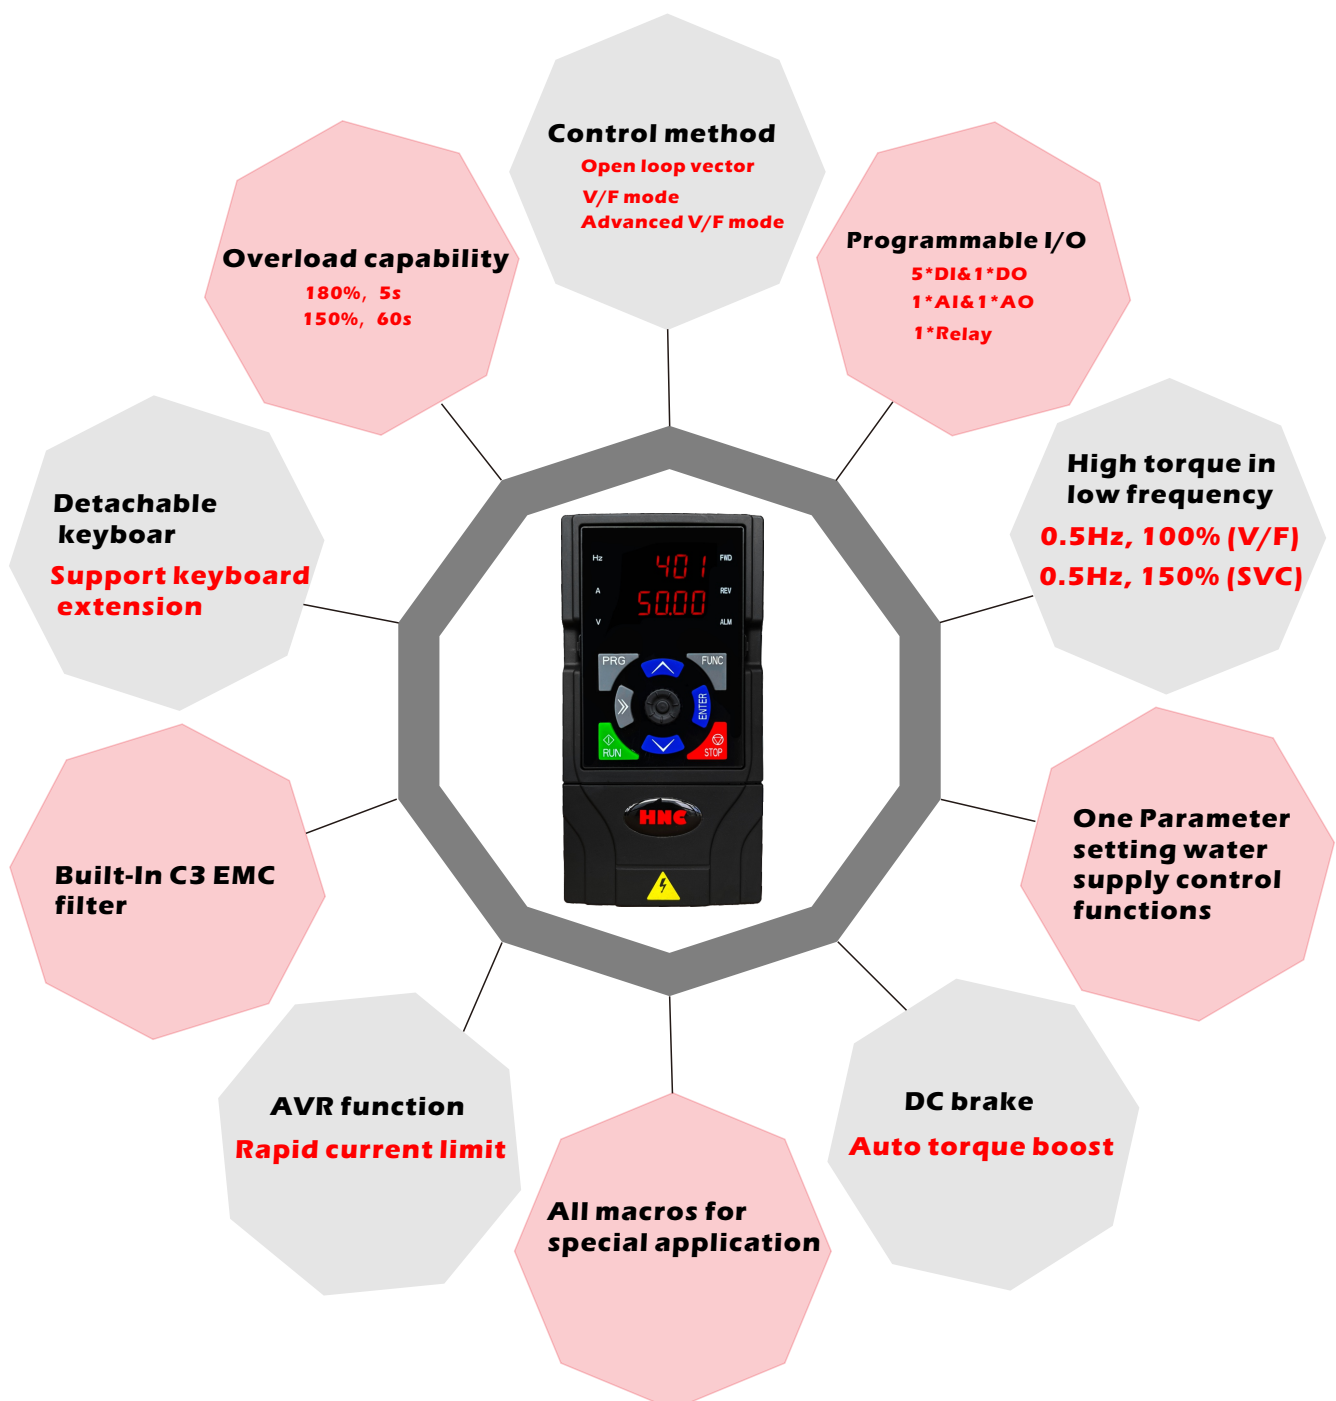 Control method
Open loop vector
V/F mode
Advanced V/F mode
Overload capability
180%, 5s
150%, 60s
Programmable I/O
5*DI&1*DO
1*AI&1*AO
1*Relay
Detachable
keyboar
Support keyboard
extension
High torque in
low frequency
0.5Hz, 100% (V/F)
0.5Hz, 150% (SVC)
Hz 401 FWD
A 50.00 REV
V ALM
PRG FUNC
ENTER
RUN STOP
HNC
Built-In C3 EMC
filter
One Parameter
setting water
supply control
functions
AVR function
Rapid current limit
DC brake
Auto torque boost
All macros for
special application